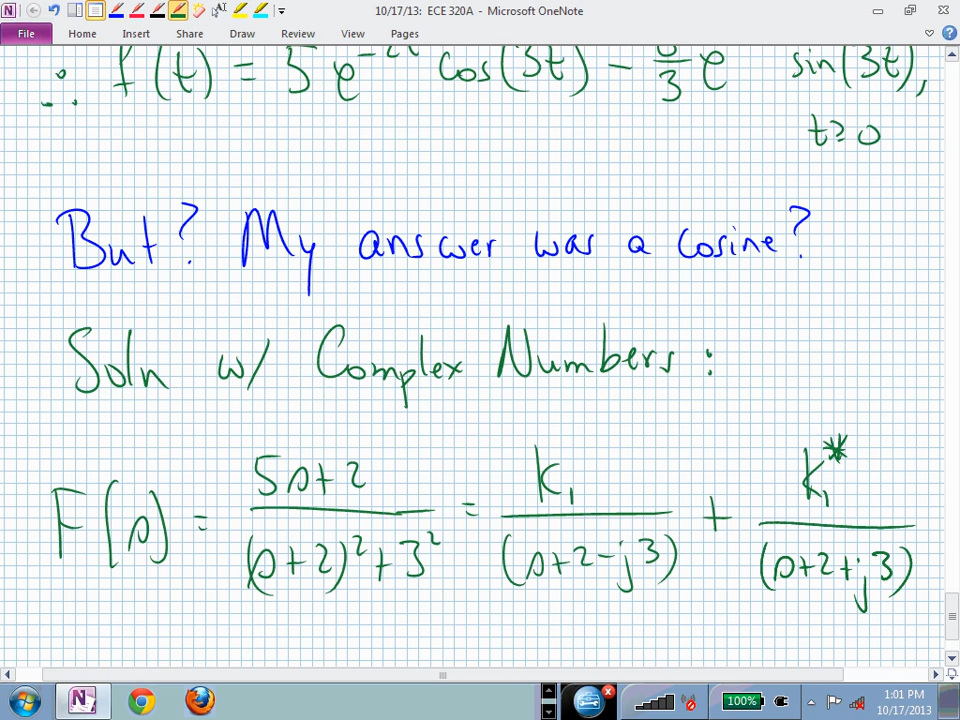 10/17/13: ECE 320A - Microsoft OneNote
File Home Insert Share Draw Review View Pages
∴ f(t) = 5 e cos(3t) - /3 e sin(3t),
t≥0
But? My answer was a cosine?
Soln w/ Complex Numbers:
F(s) = 5s+2 / (s+2)²+3² = k₁ / (s+2-j3) + k₁* / (s+2+j3)
100%
1:01 PM
10/17/2013